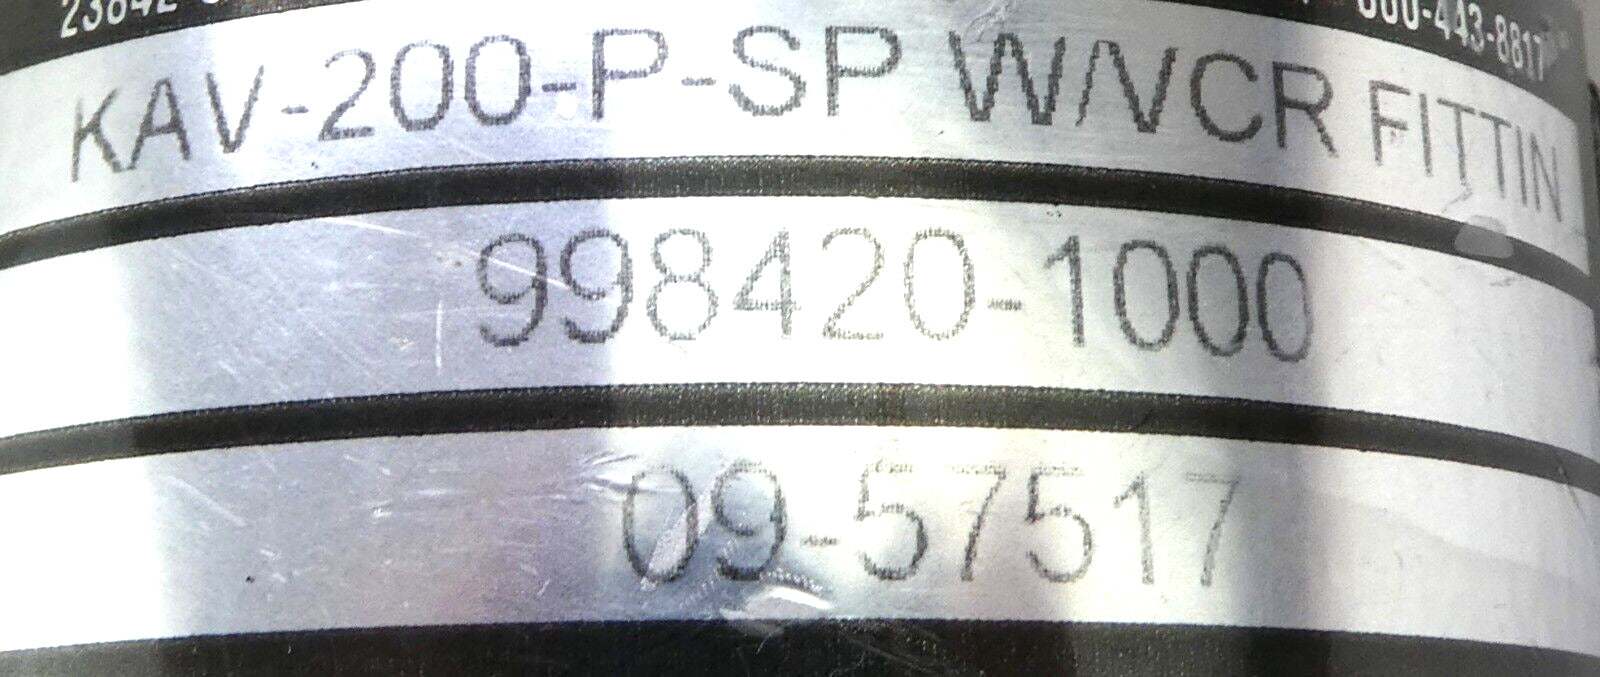 KAV-200-P-SP W/VCR FITTIN
998420-1000
09-57517